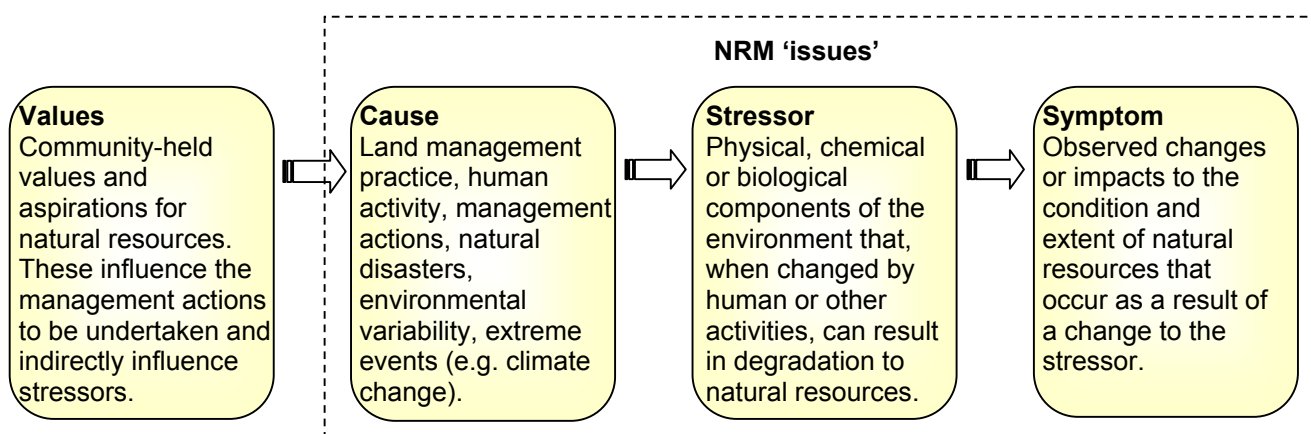 NRM ‘issues’
Values
Community-held
values and
aspirations for
natural resources.
These influence the
management actions
to be undertaken and
indirectly influence
stressors.
Cause
Land management
practice, human
activity, management
actions, natural
disasters,
environmental
variability, extreme
events (e.g. climate
change).
Stressor
Physical, chemical
or biological
components of the
environment that,
when changed by
human or other
activities, can result
in degradation to
natural resources.
Symptom
Observed changes
or impacts to the
condition and
extent of natural
resources that
occur as a result of
a change to the
stressor.